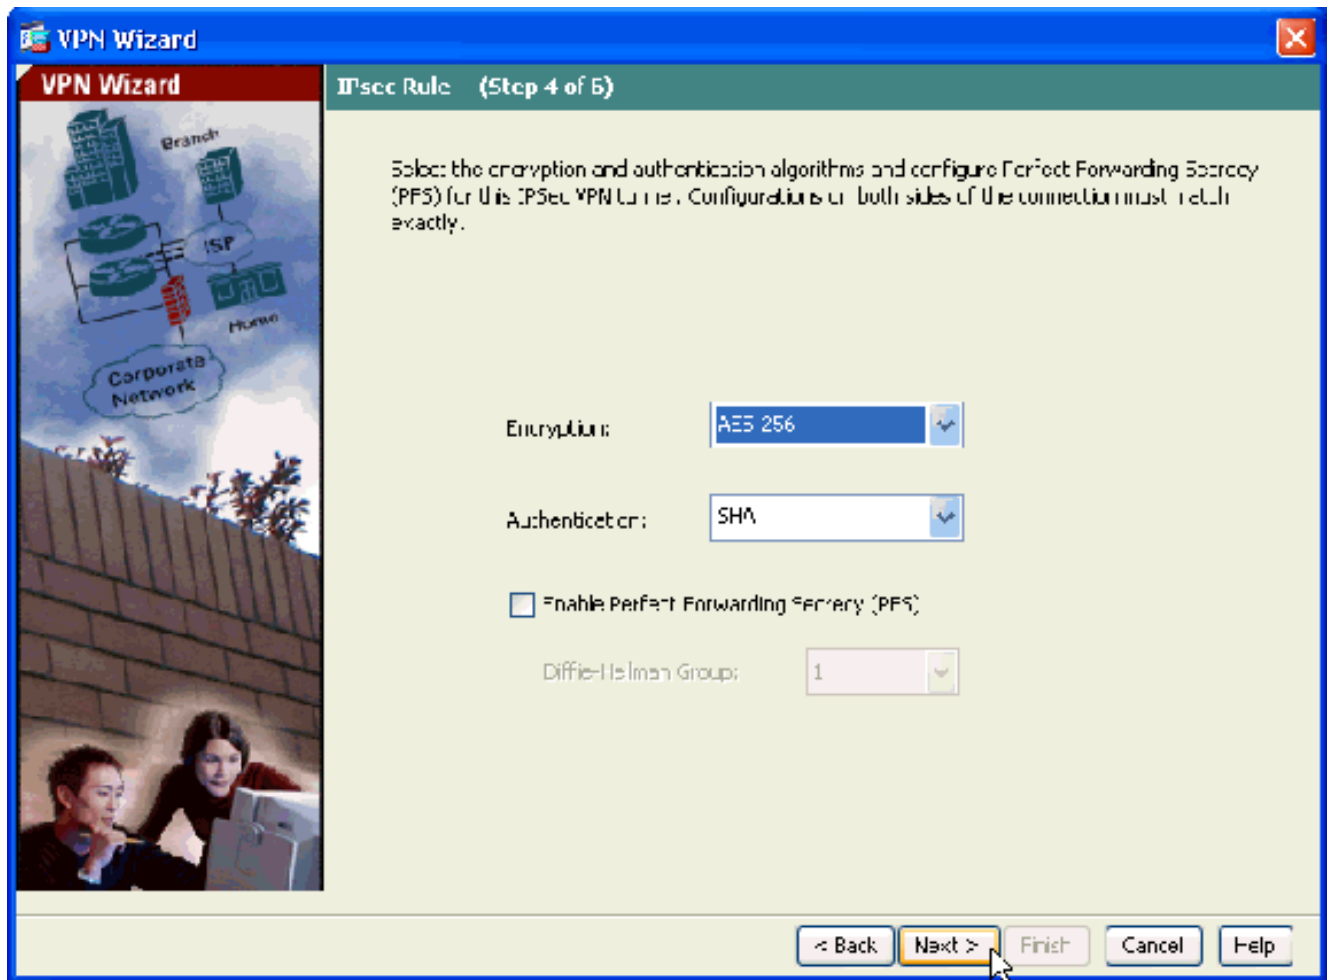 VPN Wizard
VPN Wizard
Branch
ISP
Home
Corporate
Network
IPsec Rule (Step 4 of 6)
Select the encryption and authentication algorithms and configure Perfect Forwarding Secrecy
(PFS) for this IPSec VPN tunnel. Configurations on both sides of the connection must match
exactly.
Encryption:
AES-256
Authentication:
SHA
Enable Perfect Forwarding Secrecy (PFS)
Diffie-Hellman Group:
1
< Back
Next >
Finish
Cancel
Help